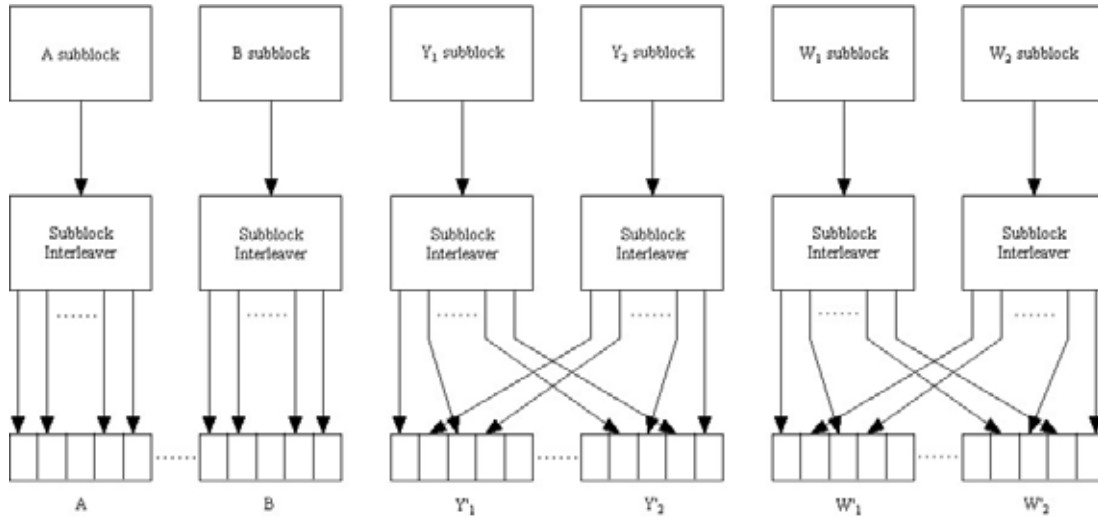 A subblock
B subblock
Y₁ subblock
Y₂ subblock
W₁ subblock
W₂ subblock
Subblock
Interleaver
Subblock
Interleaver
Subblock
Interleaver
Subblock
Interleaver
Subblock
Interleaver
Subblock
Interleaver
A
B
Y'₁
Y'₂
W'₁
W'₂